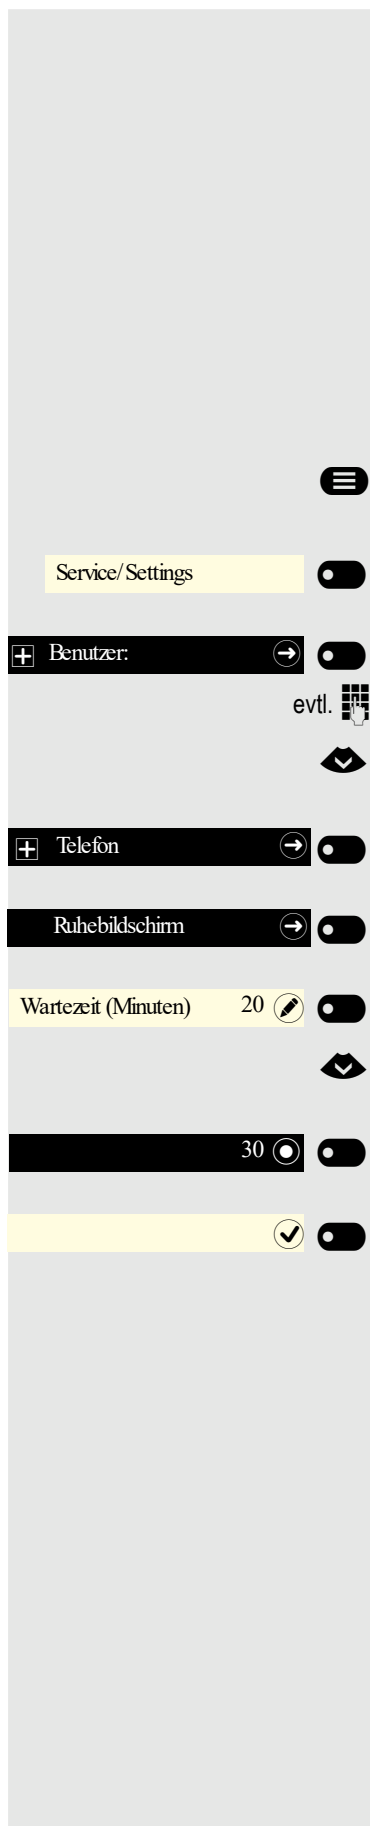 Service/Settings
Benutzer:
evtl.
Telefon
Ruhebildschirm
Wartezeit (Minuten) 20
30